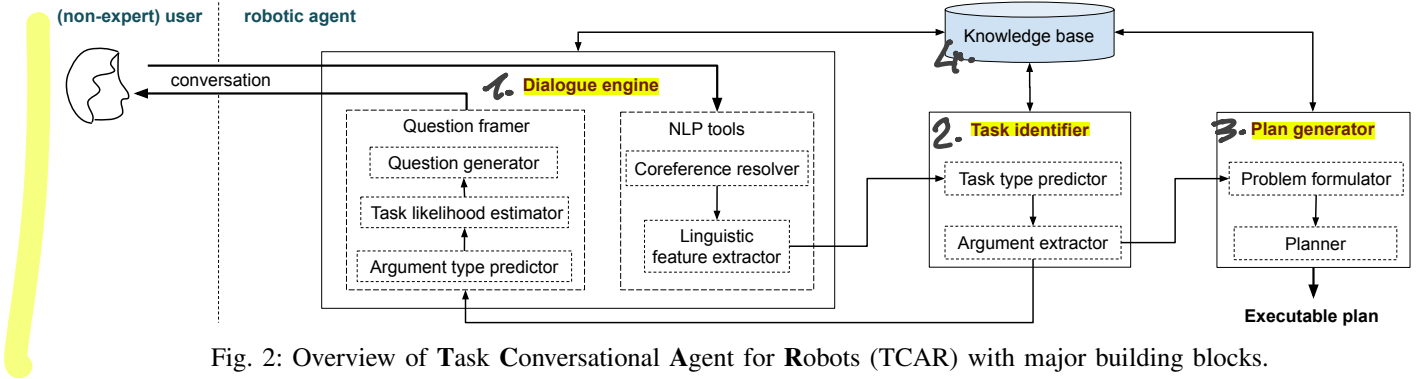 (non-expert) user
robotic agent
Knowledge base
4.
conversation
1. Dialogue engine
Question framer
Question generator
Task likelihood estimator
Argument type predictor
NLP tools
Coreference resolver
Linguistic
feature extractor
2. Task identifier
Task type predictor
Argument extractor
3. Plan generator
Problem formulator
Planner
Executable plan
Fig. 2: Overview of Task Conversational Agent for Robots (TCAR) with major building blocks.